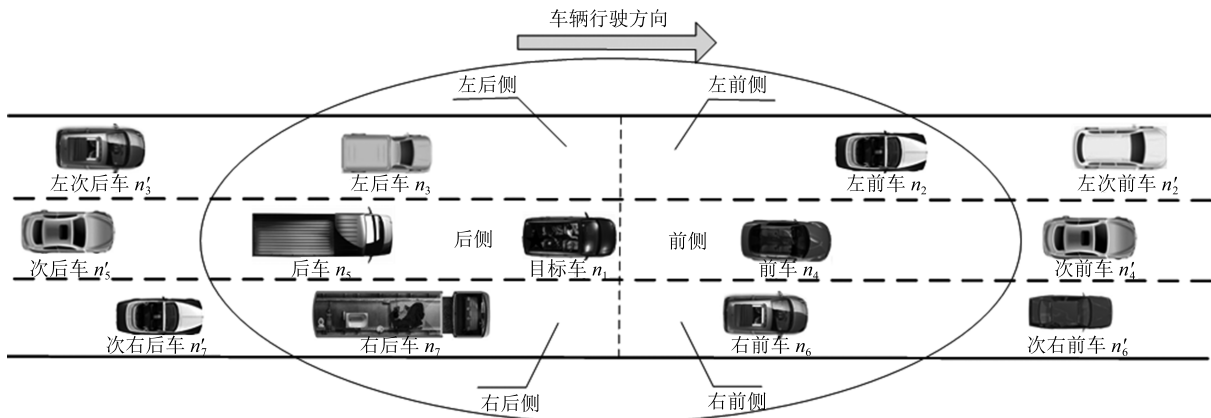 车辆行驶方向
左后侧
左前侧
左次后车 n′₃
左后车 n₃
左前车 n₂
左次前车 n′₂
后侧
前侧
次后车 n′₅
后车 n₅
目标车 n₁
前车 n₄
次前车 n′₄
次右后车 n′₇
右后车 n₇
右前车 n₆
次右前车 n′₆
右后侧
右前侧